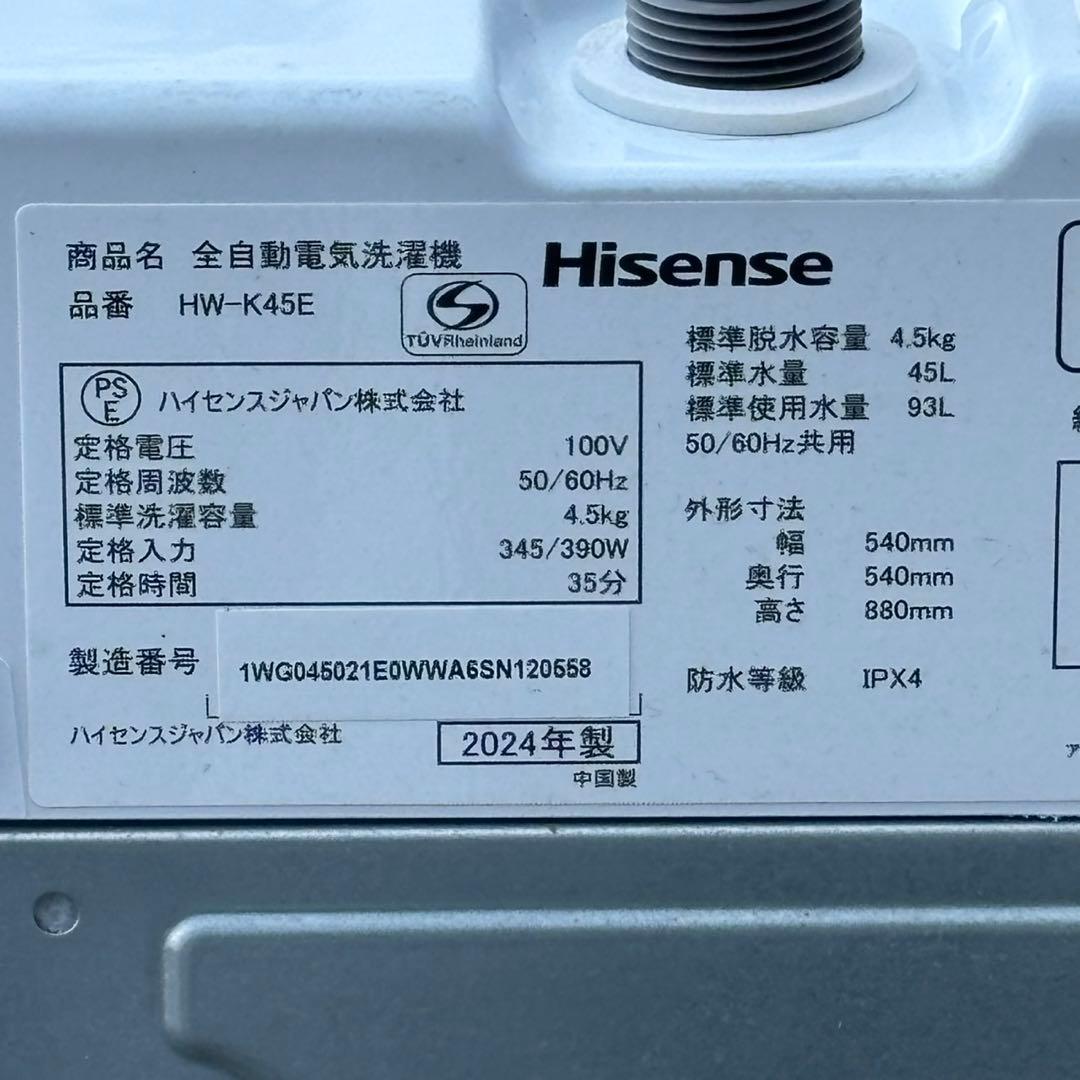 商品名 全自動電気洗濯機
品番 HW-K45E
TÜVRheinland
Hisense
PS
E
ハイセンスジャパン株式会社
定格電圧 100V
定格周波数 50/60Hz
標準洗濯容量 4.5kg
定格入力 345/390W
定格時間 35分
製造番号 1WG045021E0WWA6SN120558
ハイセンスジャパン株式会社
2024年製
中国製
標準脱水容量 4.5kg
標準水量 45L
標準使用水量 93L
50/60Hz共用
外形寸法
幅 540mm
奥行 540mm
高さ 880mm
防水等級 IPX4